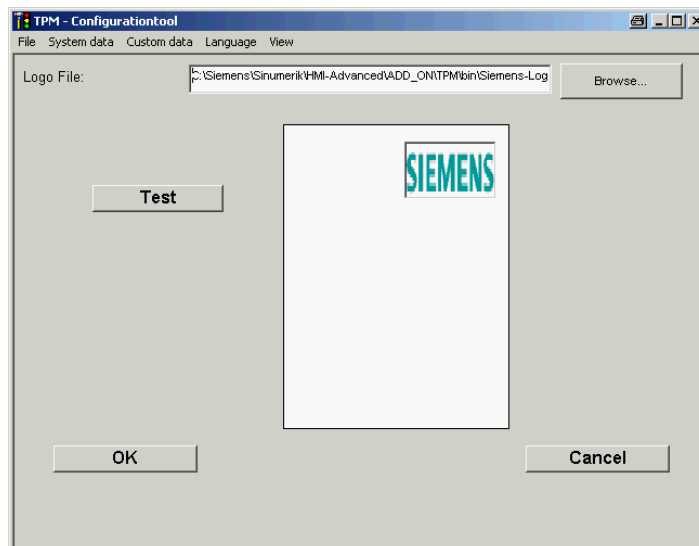 TPM - Configurationtool
File System data Custom data Language View
Logo File:
C:\Siemens\Sinumerik\HMI-Advanced\ADD_ON\TPM\bin\Siemens-Log
Browse...
SIEMENS
Test
OK
Cancel